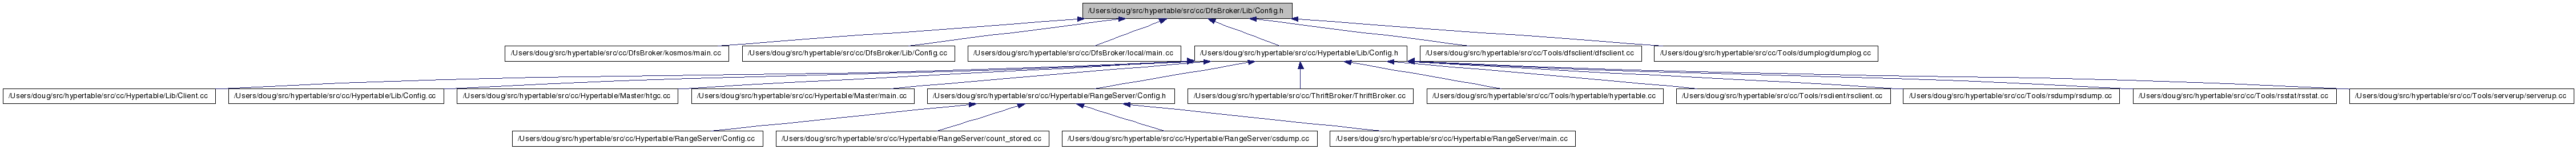 /Users/doug/src/hypertable/src/cc/DfsBroker/Lib/Config.h
/Users/doug/src/hypertable/src/cc/DfsBroker/kosmos/main.cc
/Users/doug/src/hypertable/src/cc/DfsBroker/Lib/Config.cc
/Users/doug/src/hypertable/src/cc/DfsBroker/local/main.cc
/Users/doug/src/hypertable/src/cc/Hypertable/Lib/Config.h
/Users/doug/src/hypertable/src/cc/Tools/dfsclient/dfsclient.cc
/Users/doug/src/hypertable/src/cc/Tools/dumplog/dumplog.cc
/Users/doug/src/hypertable/src/cc/Hypertable/Lib/Client.cc
/Users/doug/src/hypertable/src/cc/Hypertable/Lib/Config.cc
/Users/doug/src/hypertable/src/cc/Hypertable/Master/htgc.cc
/Users/doug/src/hypertable/src/cc/Hypertable/Master/main.cc
/Users/doug/src/hypertable/src/cc/Hypertable/RangeServer/Config.h
/Users/doug/src/hypertable/src/cc/ThriftBroker/ThriftBroker.cc
/Users/doug/src/hypertable/src/cc/Tools/hypertable/hypertable.cc
/Users/doug/src/hypertable/src/cc/Tools/rsclient/rsclient.cc
/Users/doug/src/hypertable/src/cc/Tools/rsdump/rsdump.cc
/Users/doug/src/hypertable/src/cc/Tools/rsstat/rsstat.cc
/Users/doug/src/hypertable/src/cc/Tools/serverup/serverup.cc
/Users/doug/src/hypertable/src/cc/Hypertable/RangeServer/Config.cc
/Users/doug/src/hypertable/src/cc/Hypertable/RangeServer/count_stored.cc
/Users/doug/src/hypertable/src/cc/Hypertable/RangeServer/csdump.cc
/Users/doug/src/hypertable/src/cc/Hypertable/RangeServer/main.cc